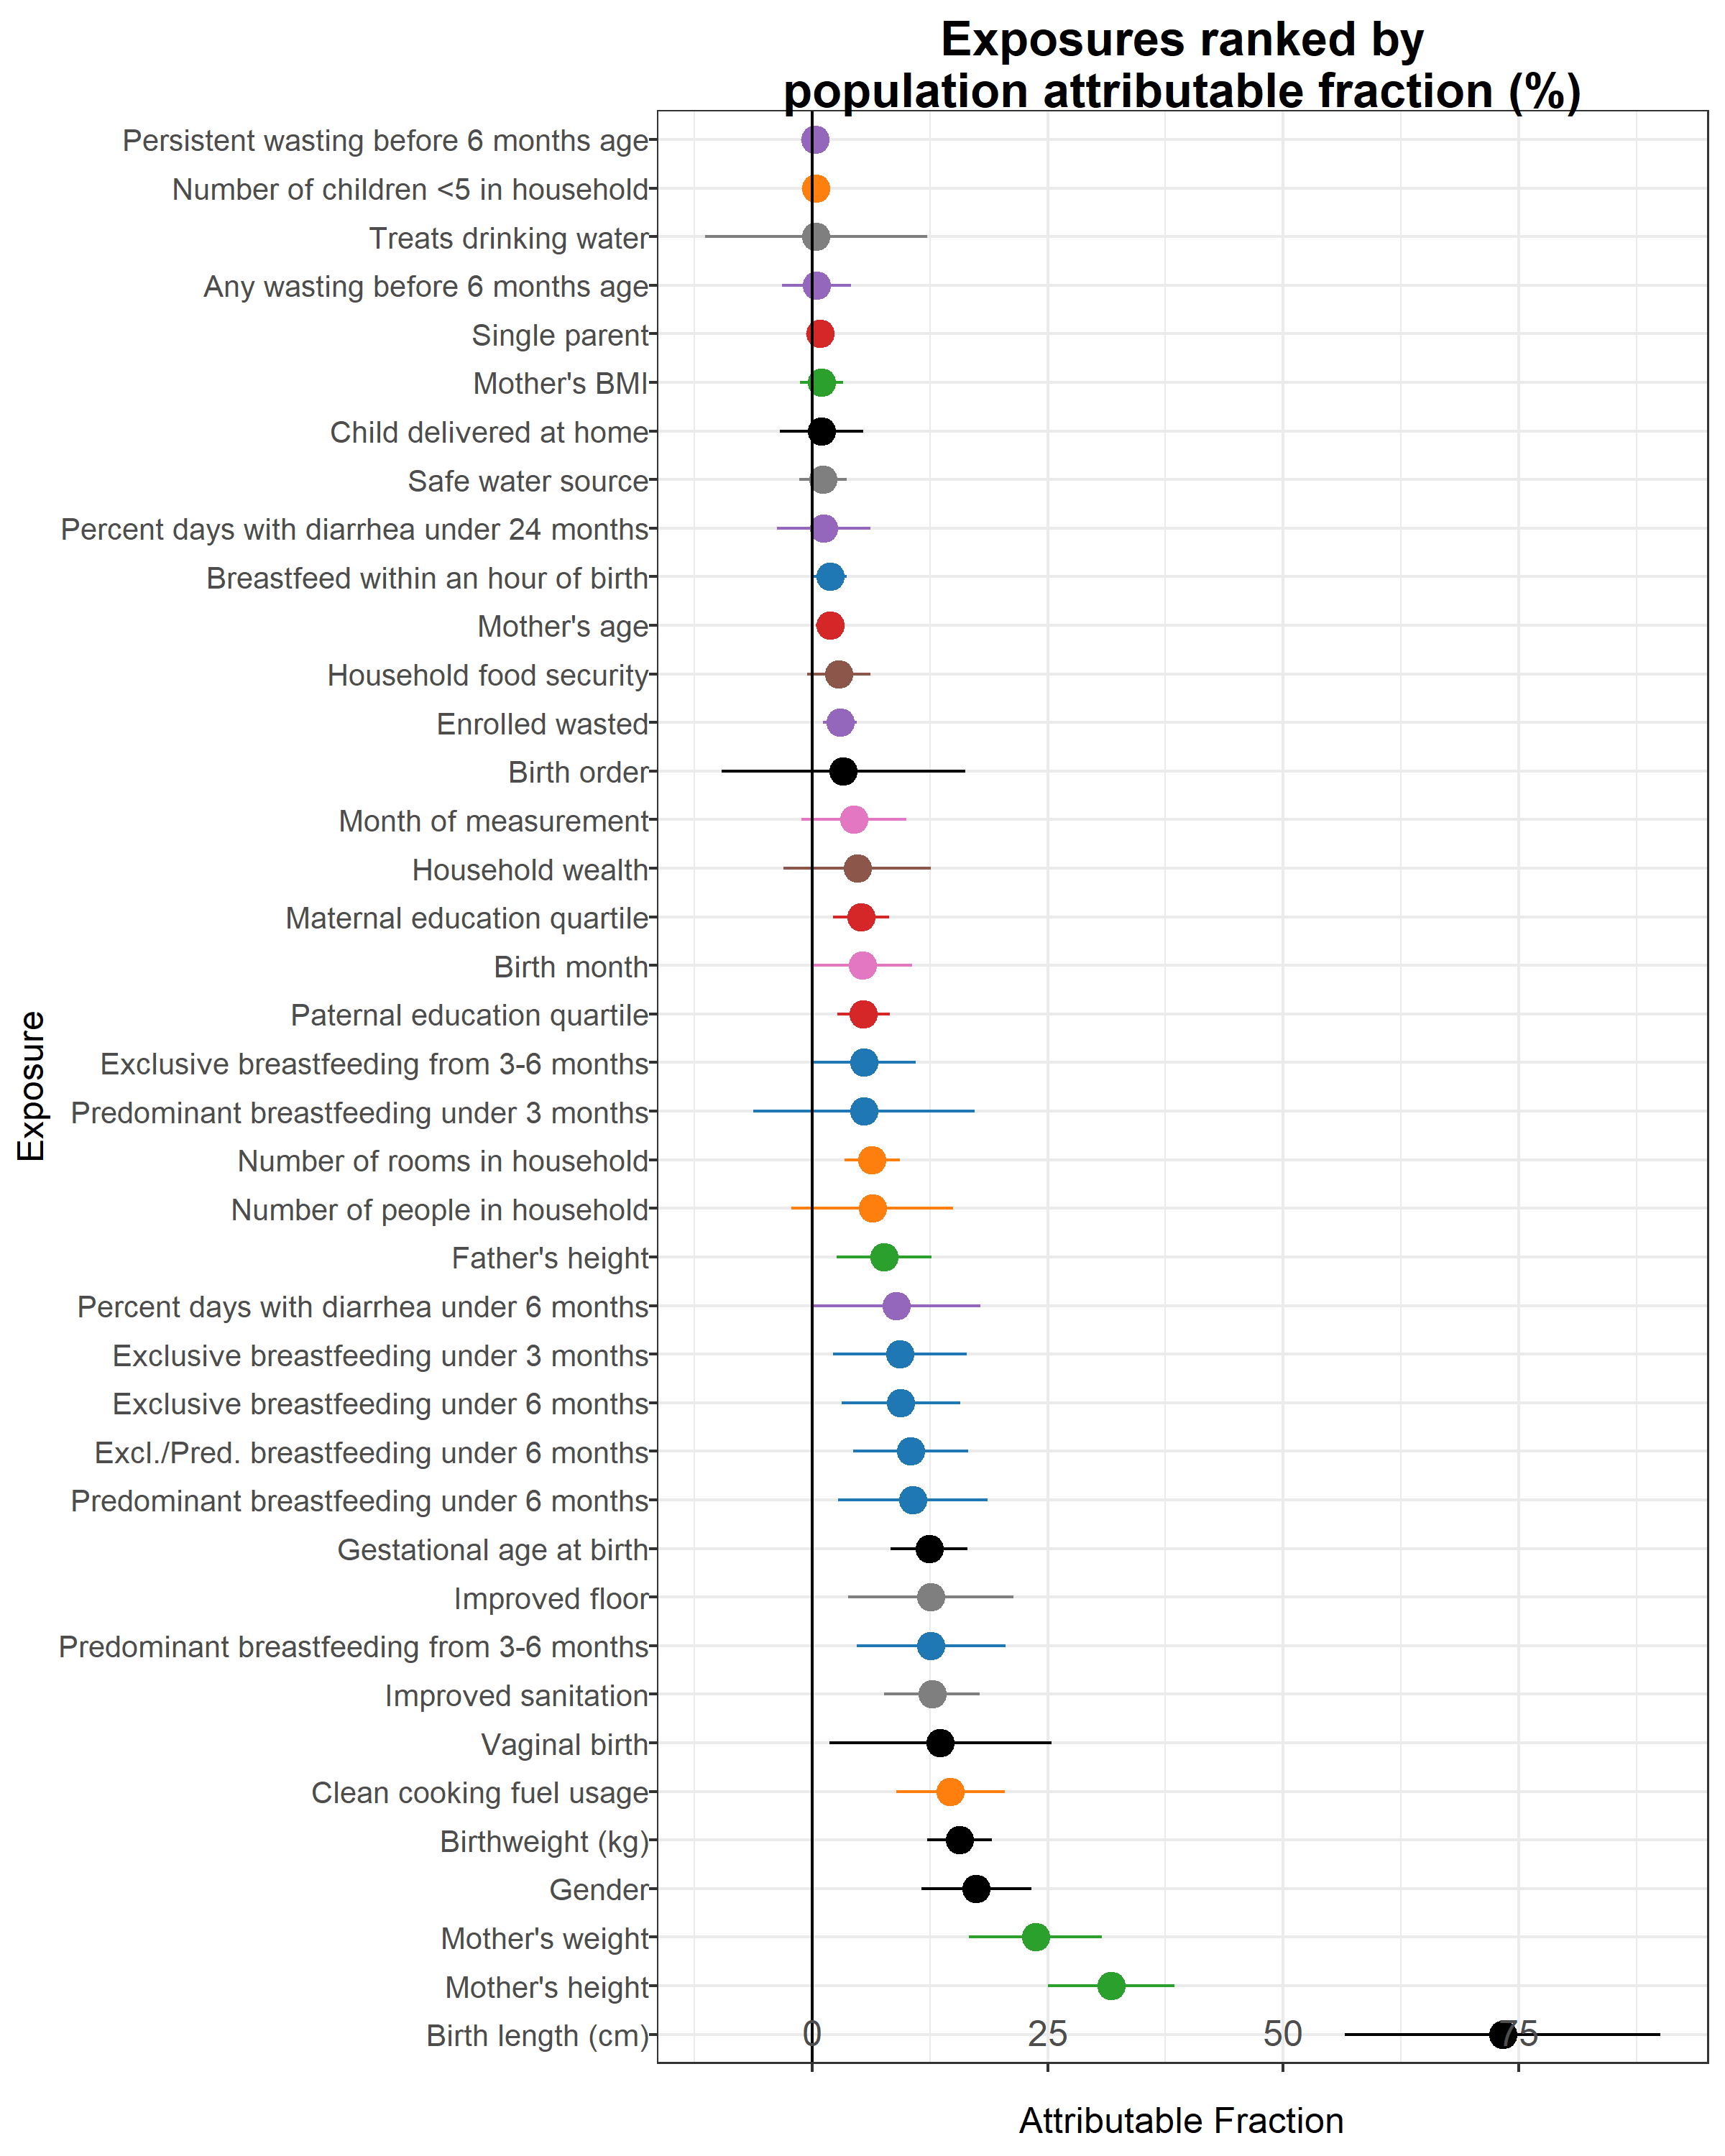 Exposures ranked by
population attributable fraction (%)
Persistent wasting before 6 months age
Number of children <5 in household
Treats drinking water
Any wasting before 6 months age
Single parent
Mother's BMI
Child delivered at home
Safe water source
Percent days with diarrhea under 24 months
Breastfeed within an hour of birth
Mother's age
Household food security
Enrolled wasted
Birth order
Month of measurement
Household wealth
Maternal education quartile
Birth month
Paternal education quartile
Exclusive breastfeeding from 3-6 months
Predominant breastfeeding under 3 months
Number of rooms in household
Number of people in household
Father's height
Percent days with diarrhea under 6 months
Exclusive breastfeeding under 3 months
Exclusive breastfeeding under 6 months
Excl./Pred. breastfeeding under 6 months
Predominant breastfeeding under 6 months
Gestational age at birth
Improved floor
Predominant breastfeeding from 3-6 months
Improved sanitation
Vaginal birth
Clean cooking fuel usage
Birthweight (kg)
Gender
Mother's weight
Mother's height
Birth length (cm)
Exposure
0 25 50 75
Attributable Fraction